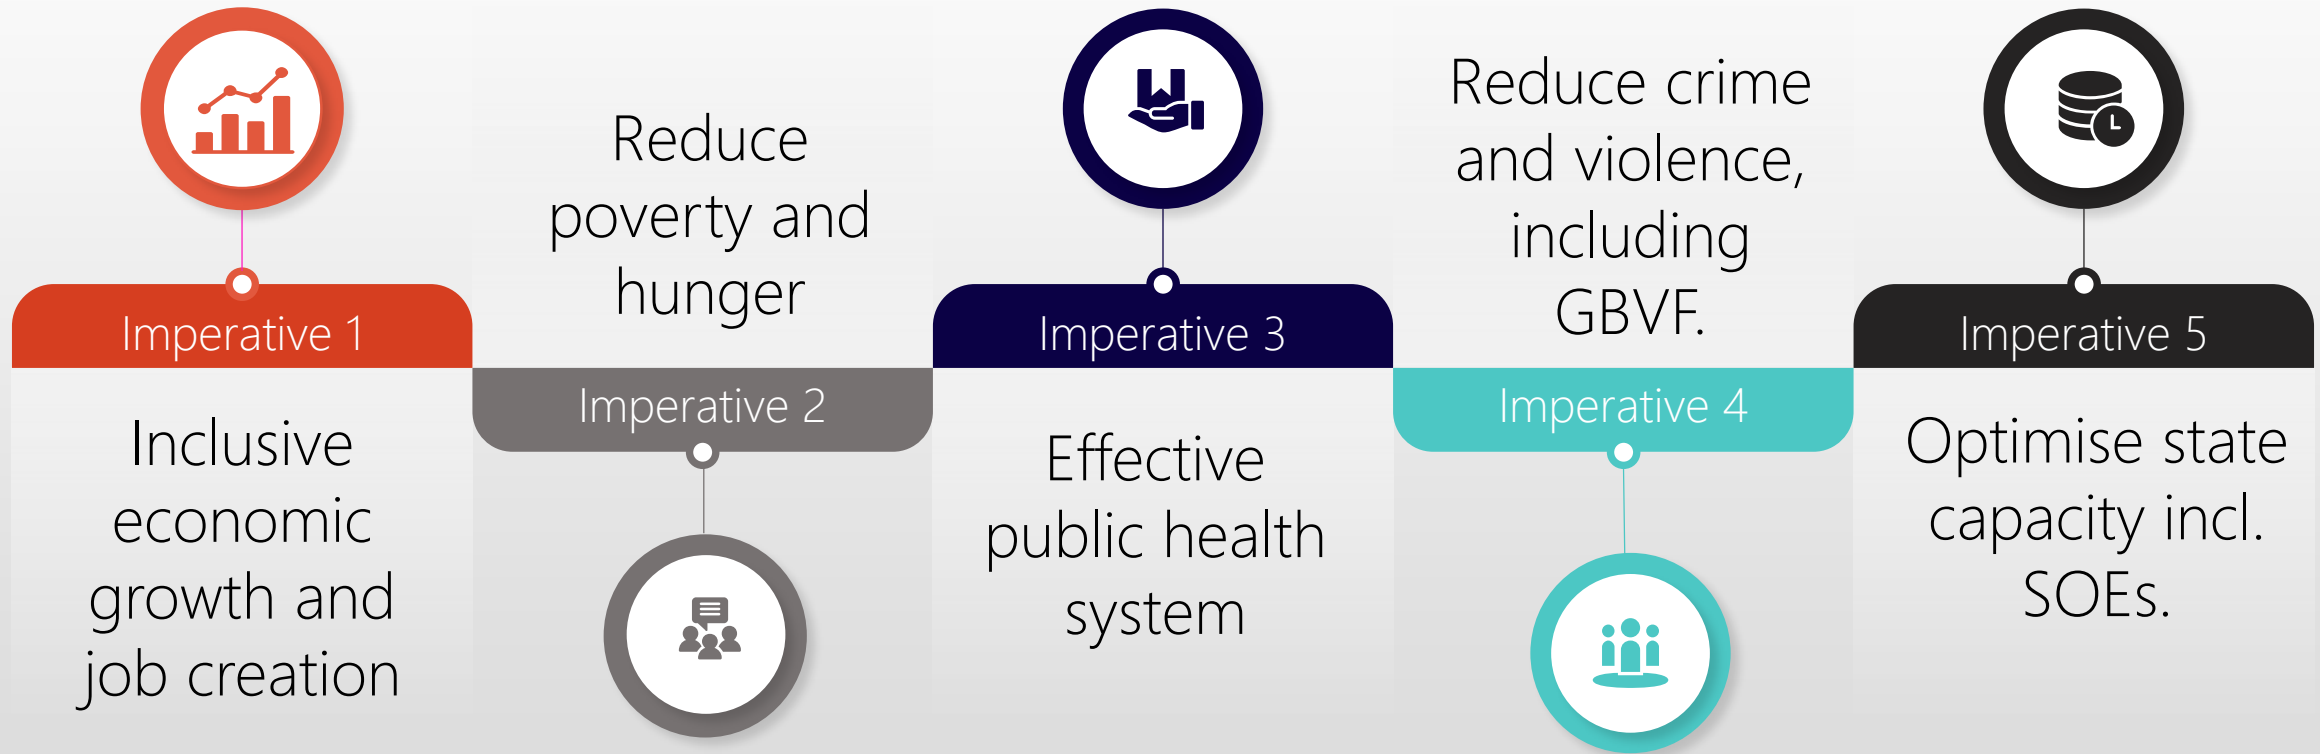 Imperative 1
Inclusive
economic
growth and
job creation
Reduce
poverty and
hunger
Imperative 2
Imperative 3
Effective
public health
system
Reduce crime
and violence,
including
GBVF.
Imperative 4
Imperative 5
Optimise state
capacity incl.
SOEs.